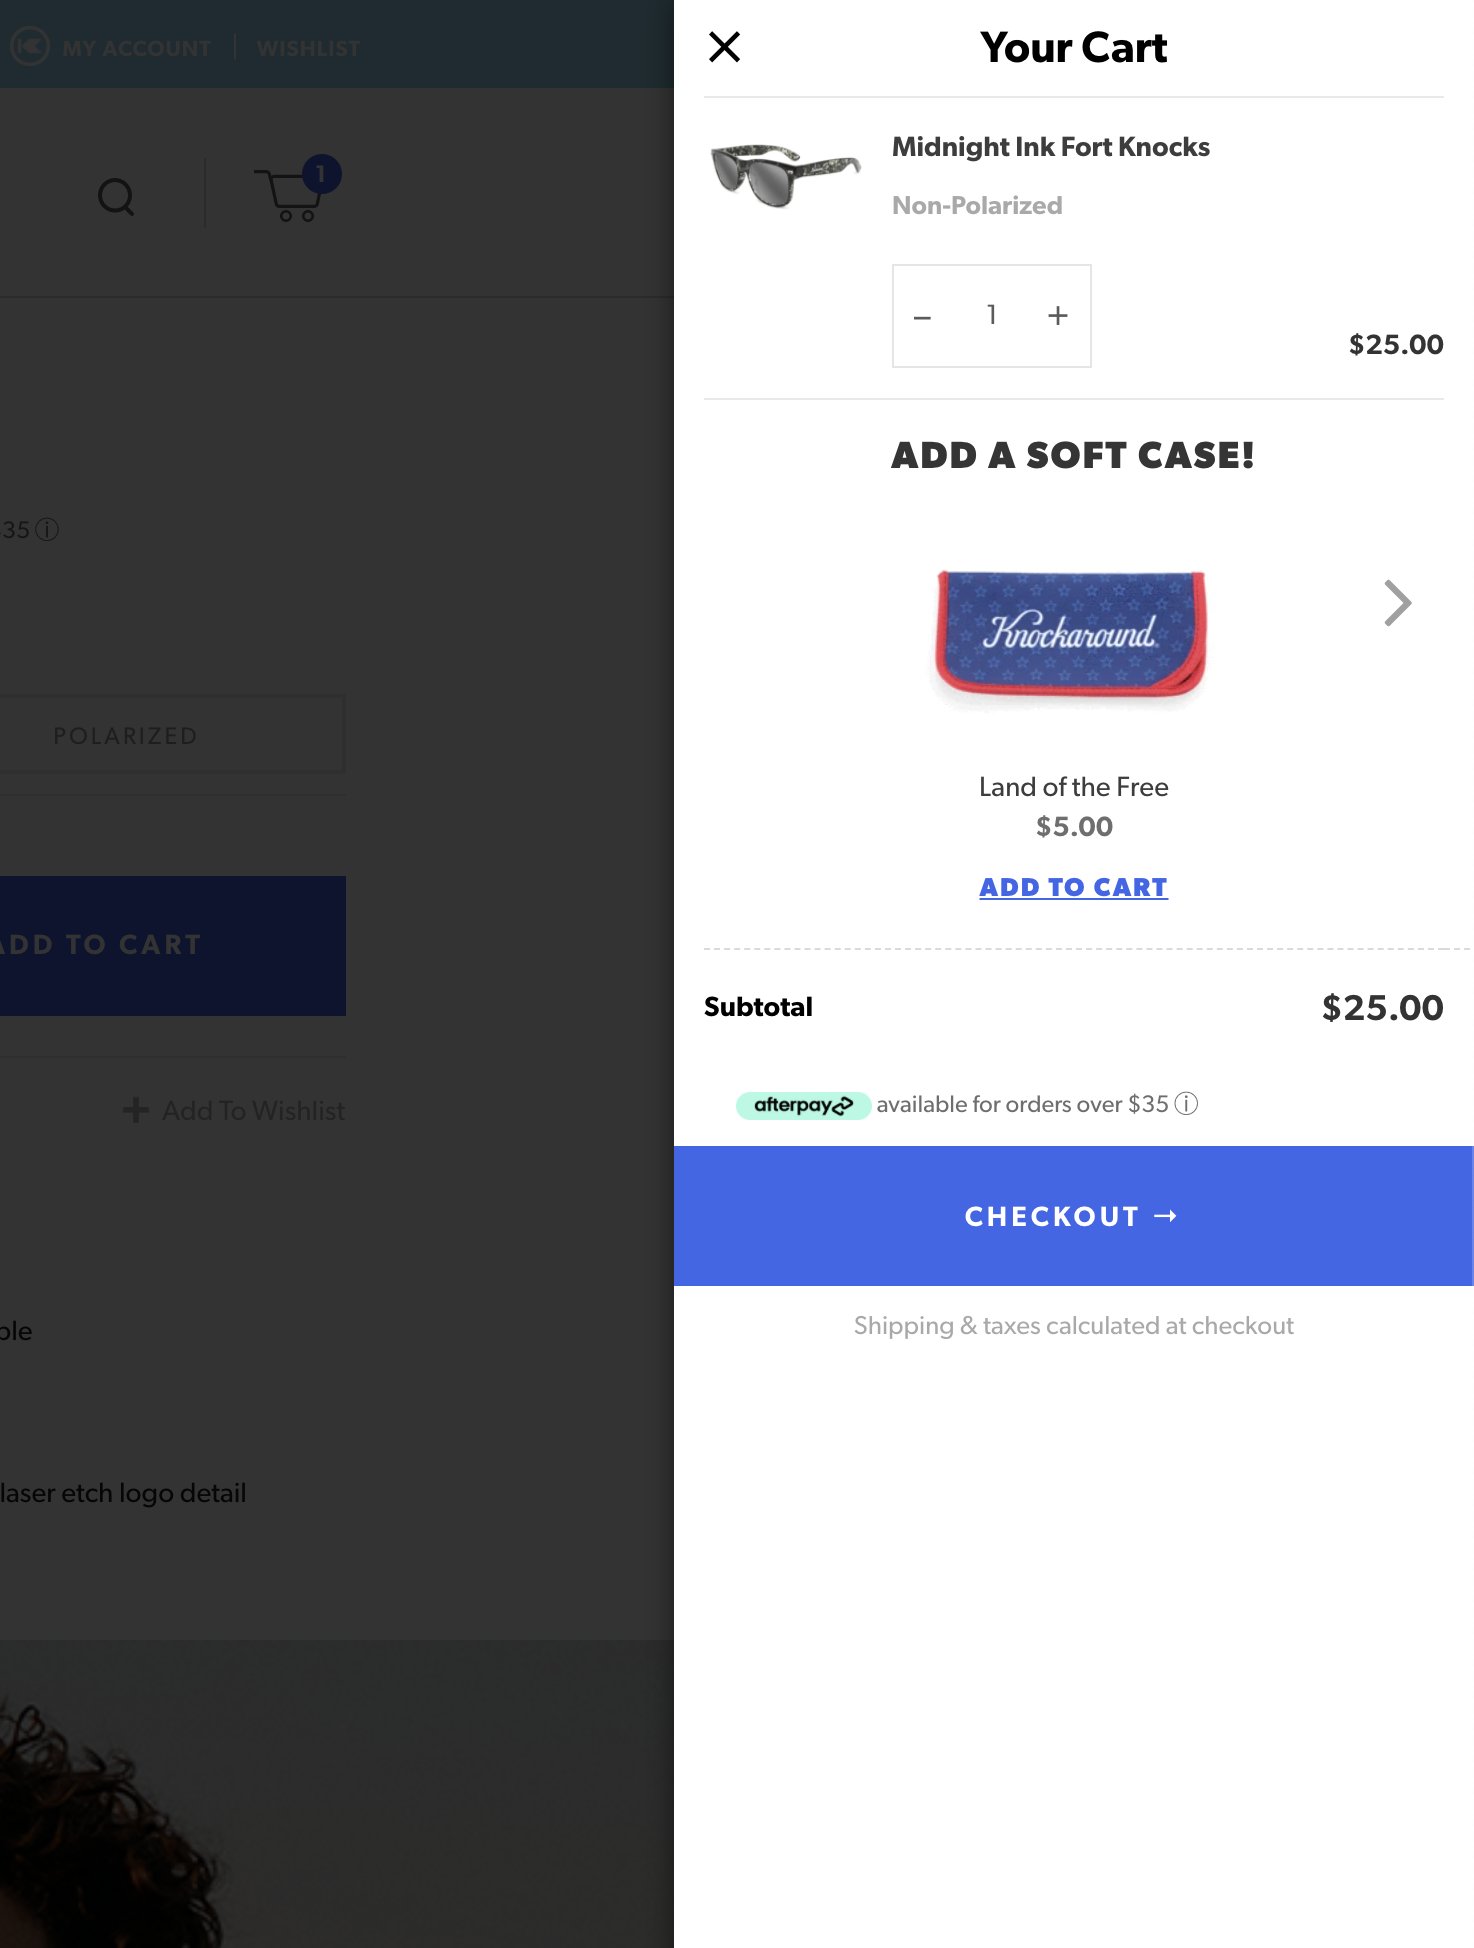 MY ACCOUNT | WISHLIST
1
35 ⓘ
POLARIZED
ADD TO CART
Add To Wishlist
laser etch logo detail
Your Cart
Midnight Ink Fort Knocks
Non-Polarized
– 1 +
$25.00
ADD A SOFT CASE!
Knockaround
Land of the Free
$5.00
ADD TO CART
Subtotal
$25.00
afterpay available for orders over $35 ⓘ
CHECKOUT →
Shipping & taxes calculated at checkout